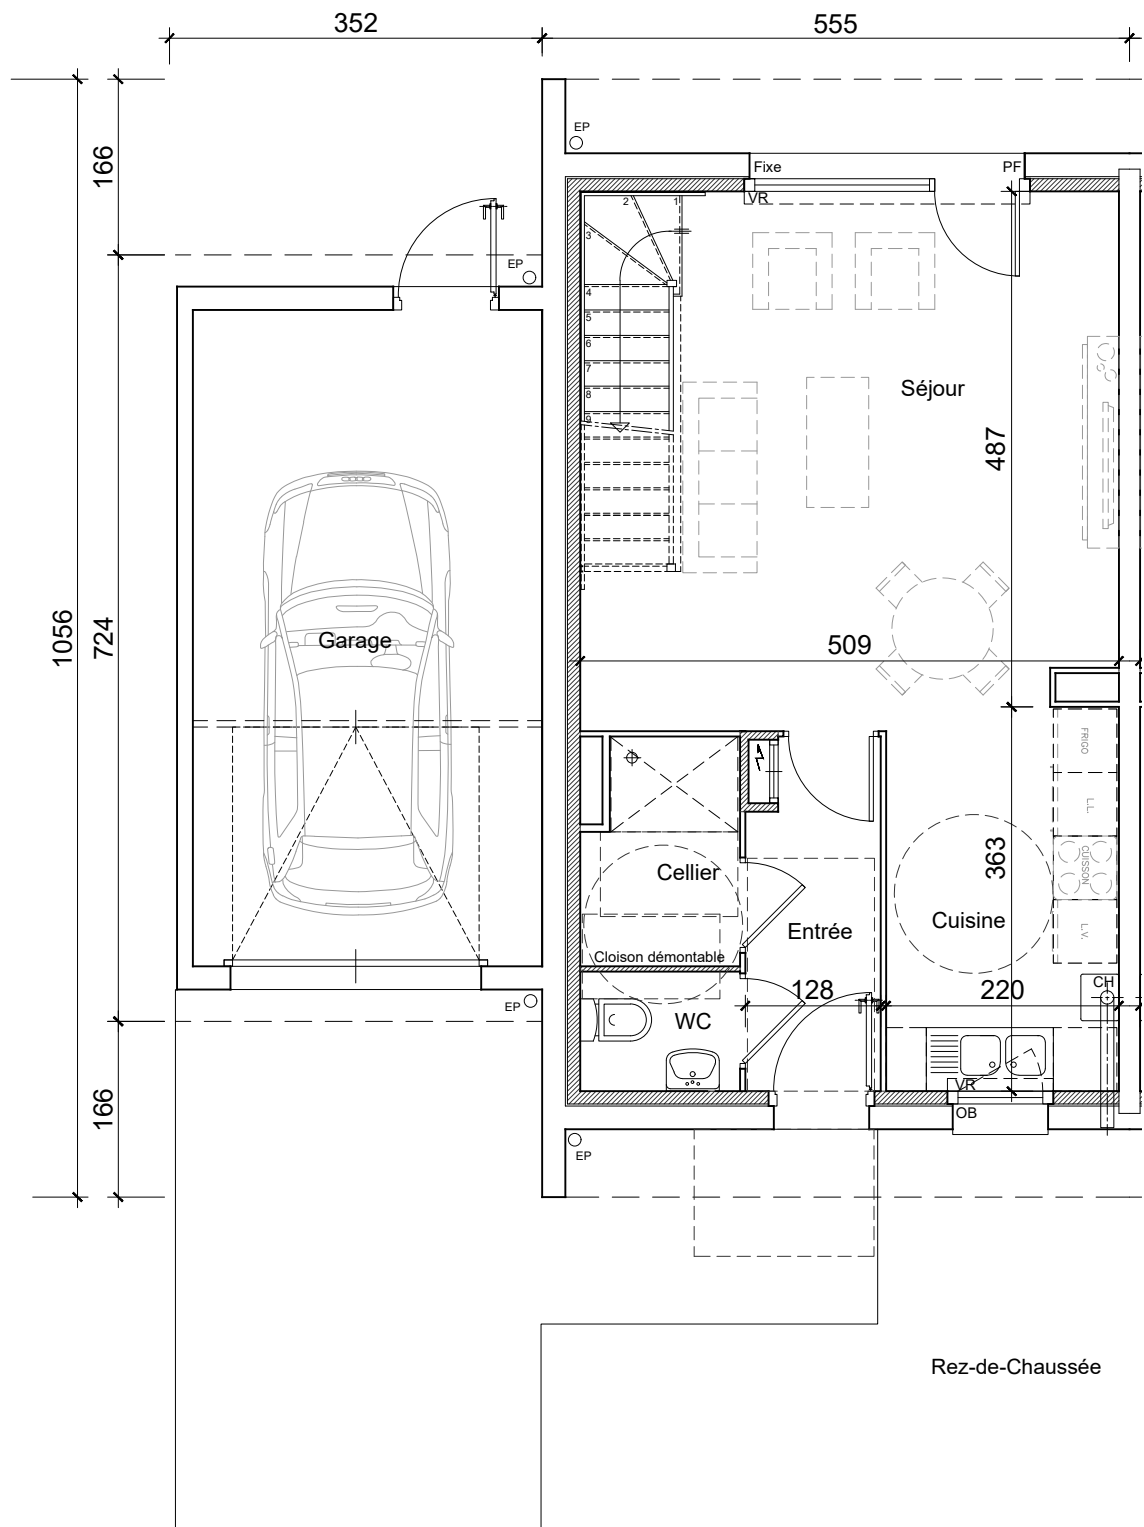 352
555
EP
166
Fixe
PF
VR
1
2
3
EP
4
5
6
7
8
9
Séjour
487
1056
724
Garage
509
FRIGO
L.L.
CUISSON
363
Cellier
L.V.
Cuisine
Entrée
Cloison démontable
CH
128
220
EP
WC
VR
OB
166
EP
Rez-de-Chaussée